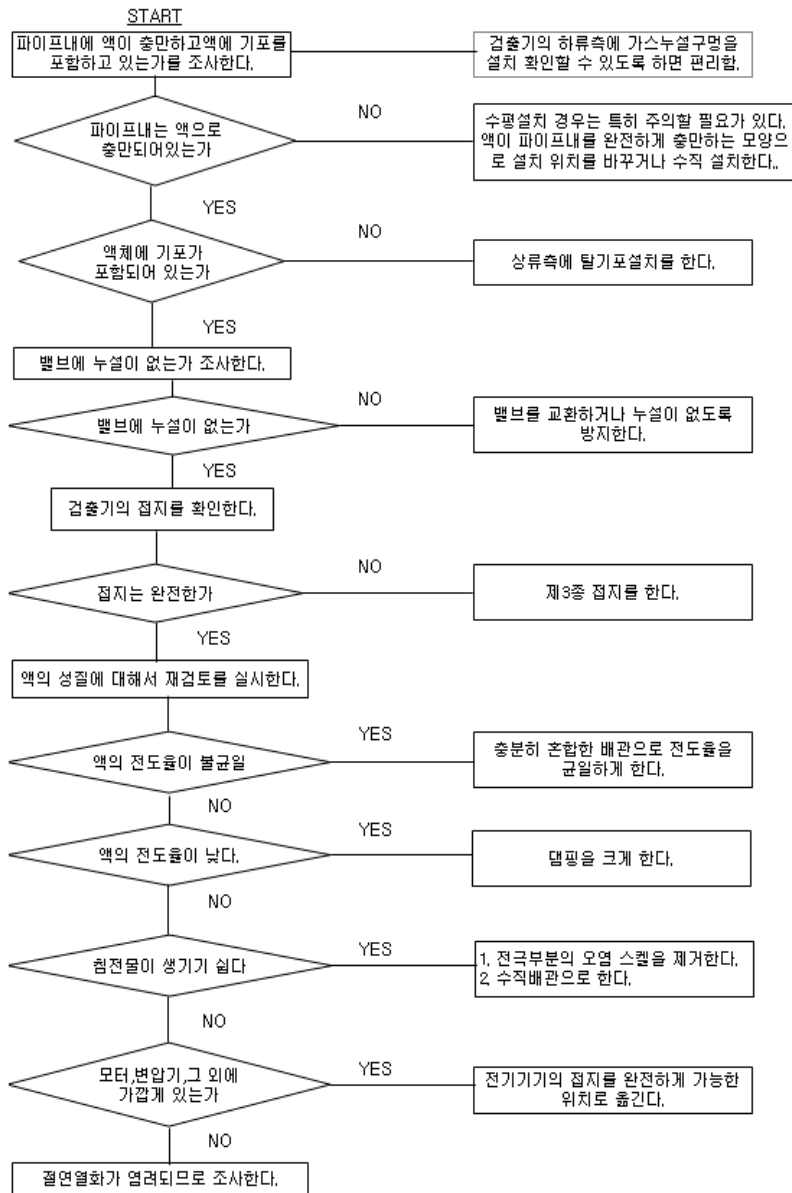 START
파이프내에 액이 충만하고액에 기포를
포함하고 있는가를 조사한다.
검출기의 하류측에 가스누설구멍을
설치 확인할 수 있도록 하면 편리함.
파이프내는 액으로
충만되어있는가
NO
수평설치 경우는 특히 주의할 필요가 있다.
액이 파이프내를 완전하게 충만하는 모양으
로 설치 위치를 바꾸거나 수직 설치한다..
YES
액체에 기포가
포함되어 있는가
NO
상류측에 탈기포설치를 한다.
YES
밸브에 누설이 없는가 조사한다.
밸브에 누설이 없는가
NO
밸브를 교환하거나 누설이 없도록
방지한다.
YES
검출기의 접지를 확인한다.
접지는 완전한가
NO
제3종 접지를 한다.
YES
액의 성질에 대해서 재검토를 실시한다.
액의 전도율이 불균일
YES
충분히 혼합한 배관으로 전도율을
균일하게 한다.
NO
액의 전도율이 낮다.
YES
댐핑을 크게 한다.
NO
침전물이 생기기 쉽다
YES
1. 전극부분의 오염 스켈을 제거한다.
2. 수직배관으로 한다.
NO
모터,변압기,그 외에
가깝게 있는가
YES
전기기기의 접지를 완전하게 가능한
위치로 옮긴다.
NO
절연열화가 염려되므로 조사한다.